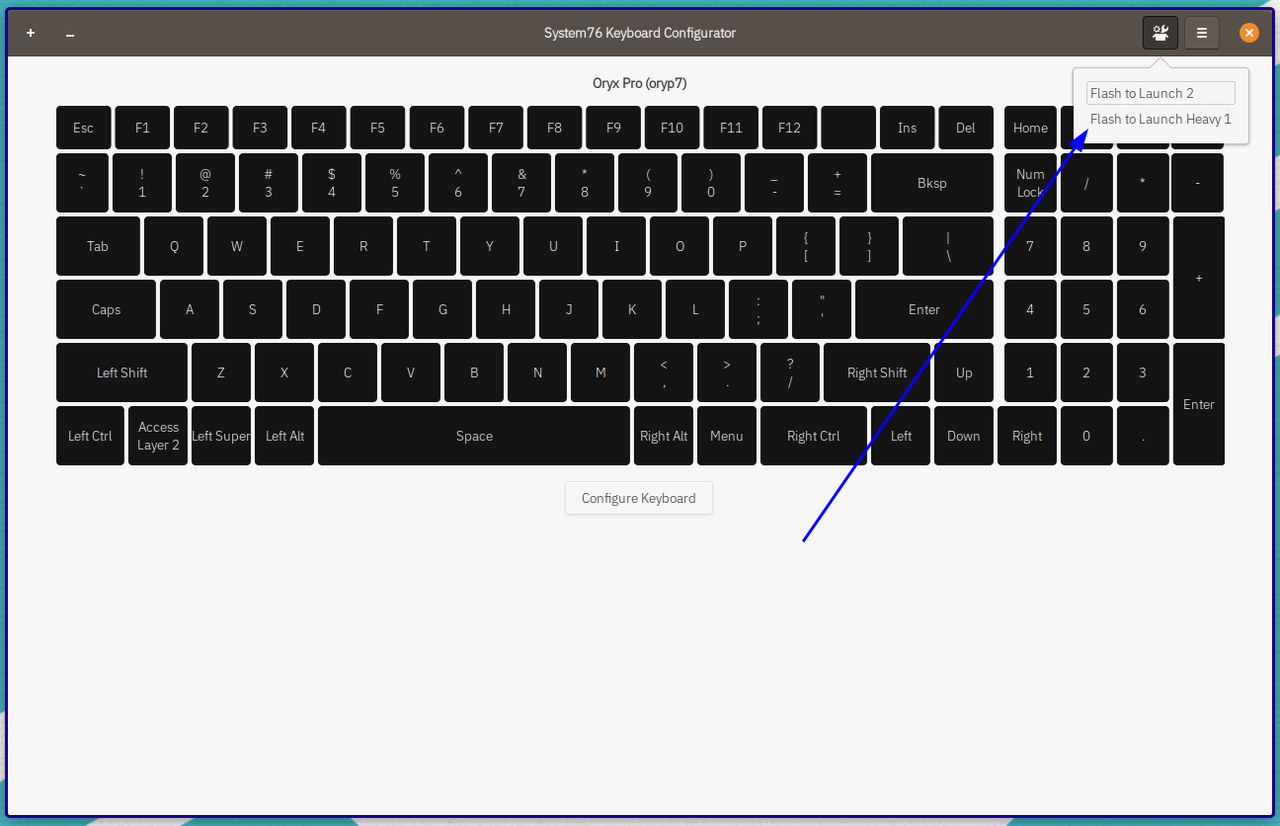 + – System76 Keyboard Configurator
Oryx Pro (oryp7)
Flash to Launch 2
Flash to Launch Heavy 1
Esc F1 F2 F3 F4 F5 F6 F7 F8 F9 F10 F11 F12 Ins Del Home
~ ! @ # $ % ^ & * ( ) _ + Num
` 1 2 3 4 5 6 7 8 9 0 - = Bksp Lock / * -
Tab Q W E R T Y U I O P { } | 7 8 9
[ ] \
+
Caps A S D F G H J K L : " Enter 4 5 6
; '
Left Shift Z X C V B N M < > ? Right Shift Up 1 2 3
, . /
Enter
Left Ctrl Access Left Super Left Alt Space Right Alt Menu Right Ctrl Left Down Right 0 .
Layer 2
Configure Keyboard